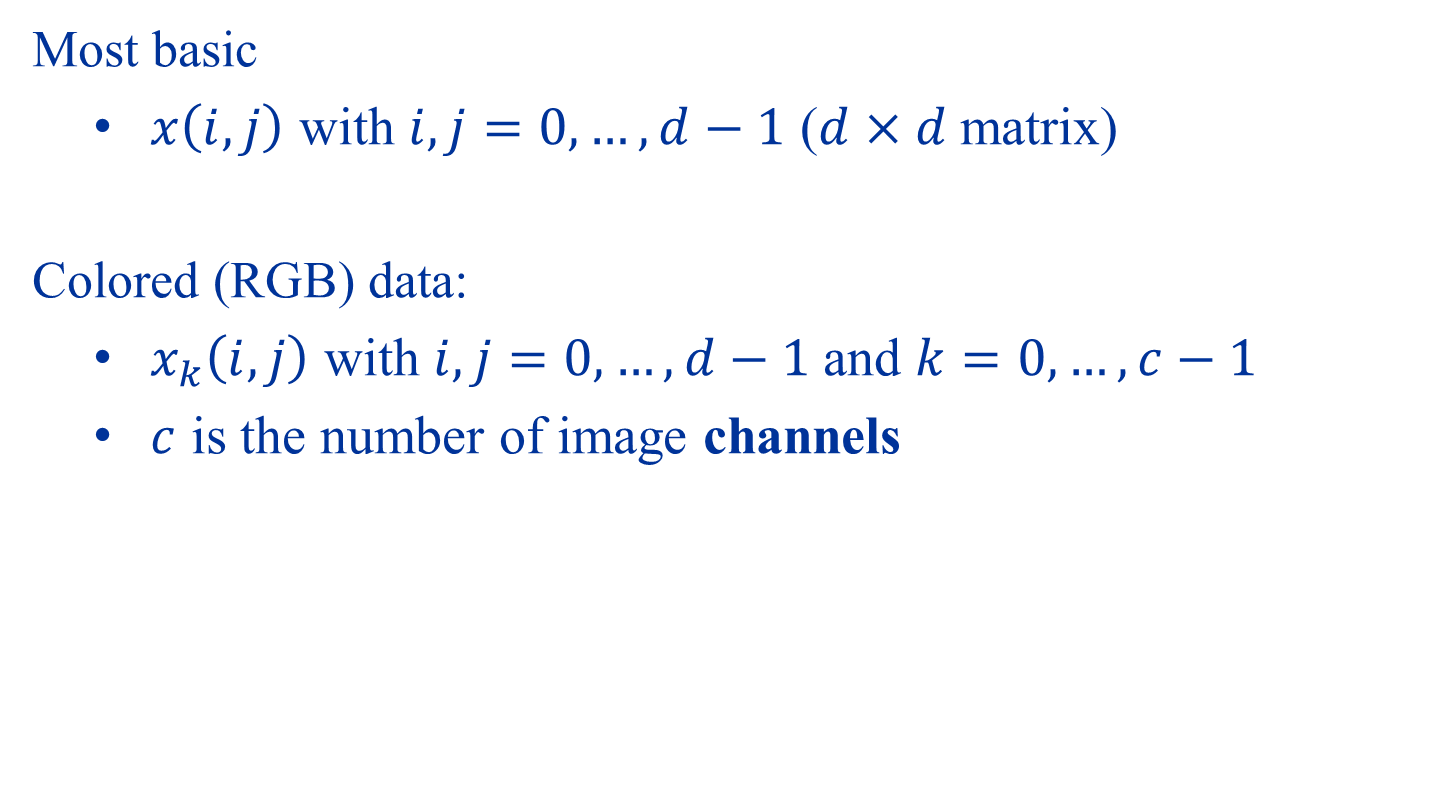 Most basic
• 𝑥(𝑖, 𝑗) with 𝑖, 𝑗 = 0, … , 𝑑 − 1 (𝑑 × 𝑑 matrix)
Colored (RGB) data:
• 𝑥ₖ(𝑖, 𝑗) with 𝑖, 𝑗 = 0, … , 𝑑 − 1 and 𝑘 = 0, … , 𝑐 − 1
• 𝑐 is the number of image channels